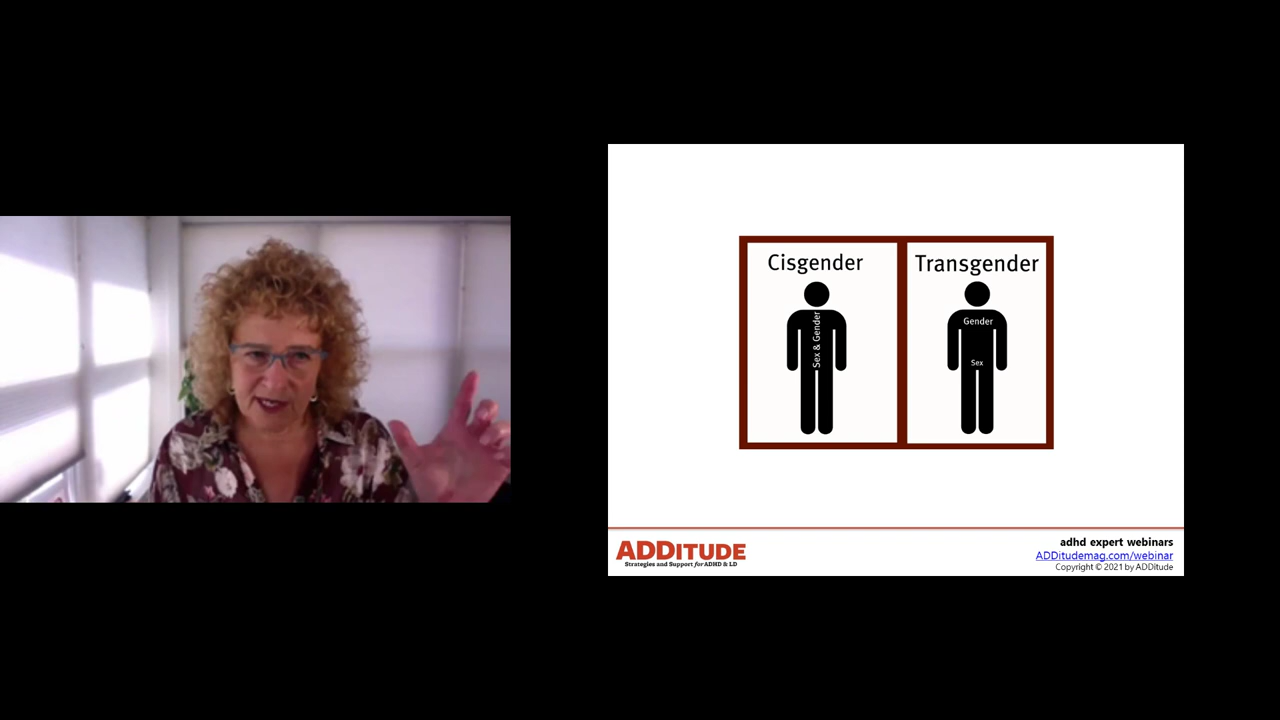 Cisgender
Sex & Gender
Transgender
Gender
Sex
ADDITUDE
Strategies and Support for ADHD & LD
adhd expert webinars
ADDitudemag.com/webinar
Copyright © 2021 by ADDitude